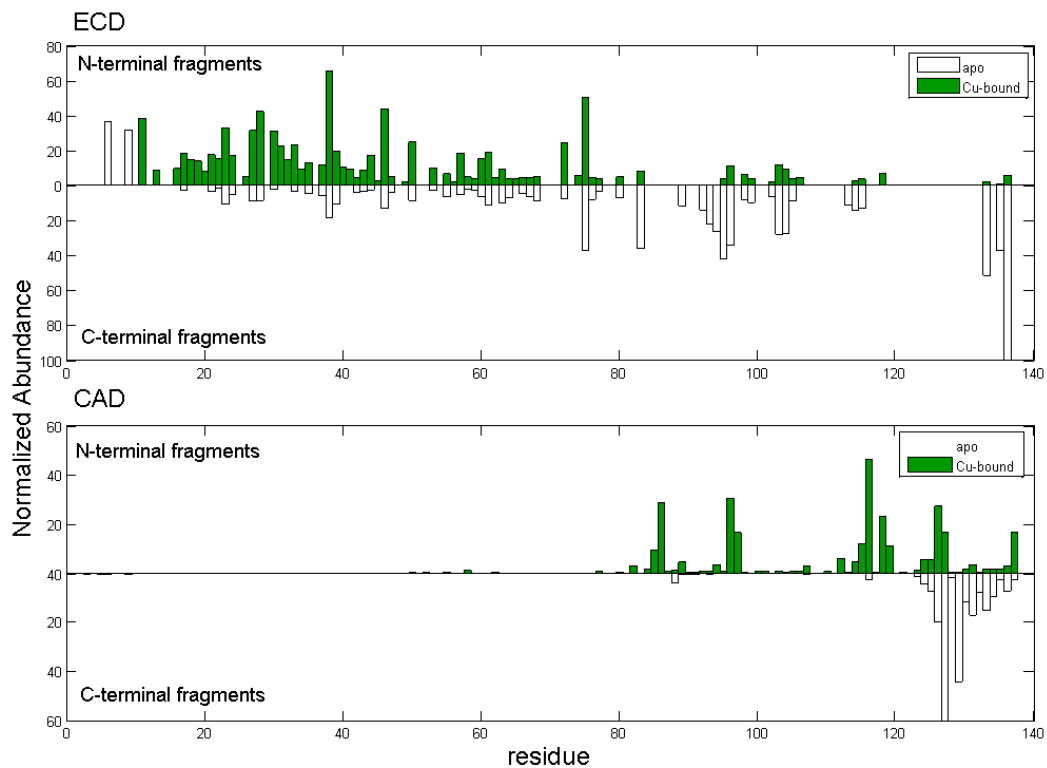 ECD
80
60
40
20
0
20
40
60
80
100
N-terminal fragments
C-terminal fragments
apo
Cu-bound
0 20 40 60 80 100 120 140
Normalized Abundance
CAD
60
40
20
40
20
40
60
N-terminal fragments
C-terminal fragments
apo
Cu-bound
0 20 40 60 80 100 120 140
residue